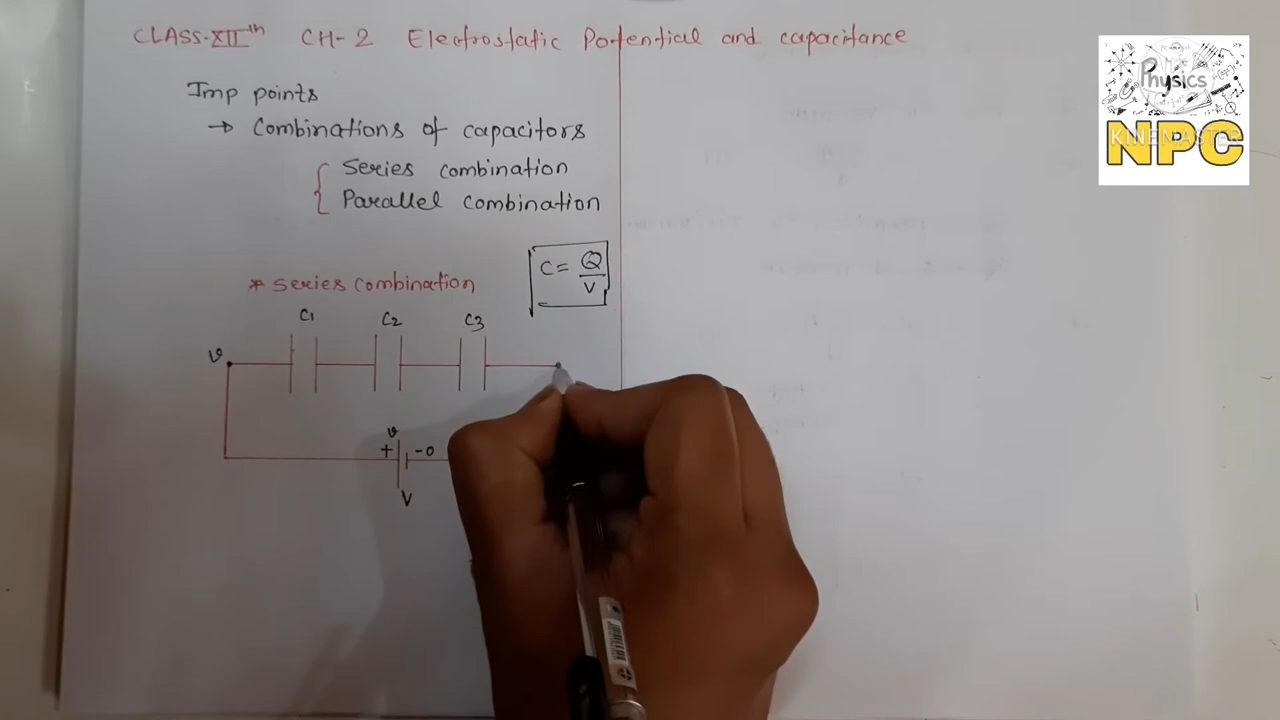 CLASS-XIIth CH-2 Electrostatic Potential and capacitance
Imp points
→ Combinations of capacitors
Series combination
Parallel combination
* Series combination
C = Q/V
C1 C2 C3
v
v
+ -0
V
Physics
NPC
KINEMASTER